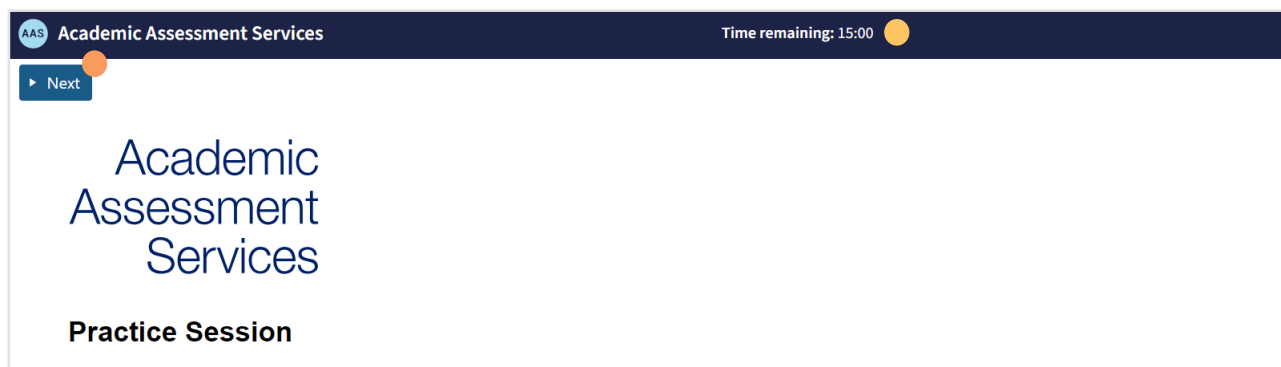 AAS Academic Assessment Services
Time remaining: 15:00
Next
Academic
Assessment
Services
Practice Session